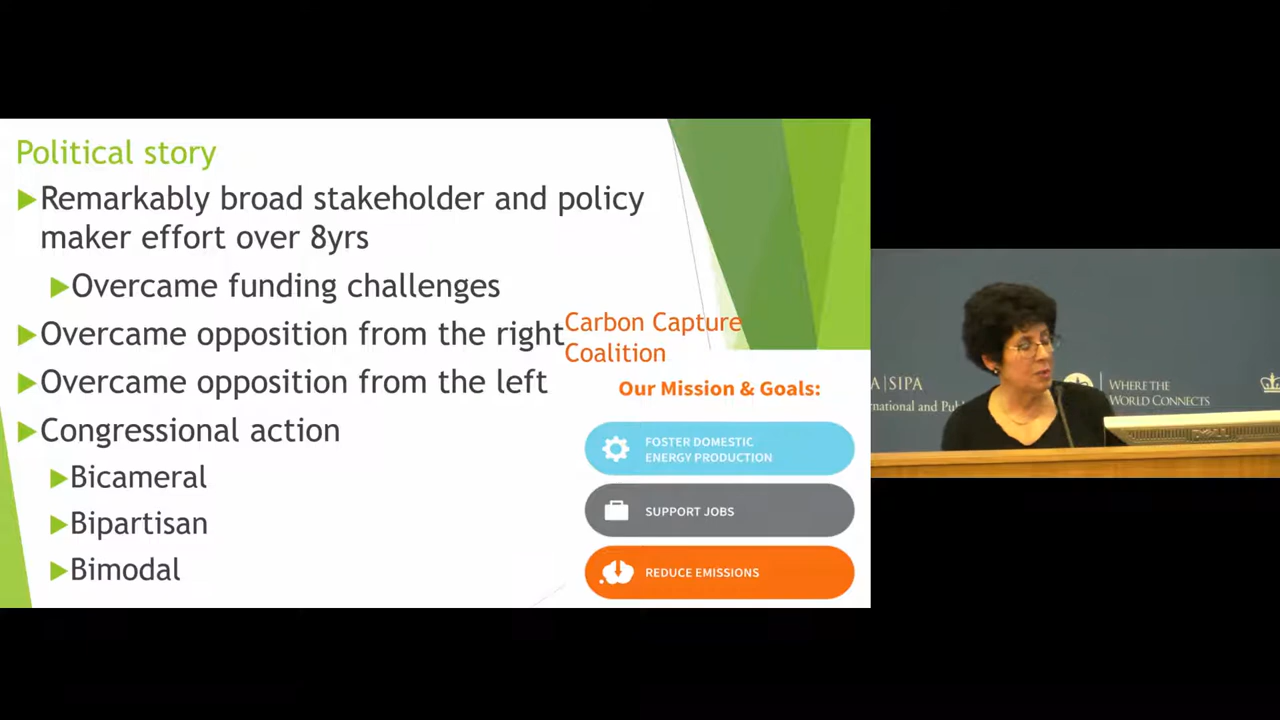 Political story
▶Remarkably broad stakeholder and policy
maker effort over 8yrs
▶Overcame funding challenges
▶Overcame opposition from the right
▶Overcame opposition from the left
▶Congressional action
▶Bicameral
▶Bipartisan
▶Bimodal
Carbon Capture
Coalition
Our Mission & Goals:
FOSTER DOMESTIC
ENERGY PRODUCTION
SUPPORT JOBS
REDUCE EMISSIONS
A | SIPA
WHERE THE
WORLD CONNECTS
DELL